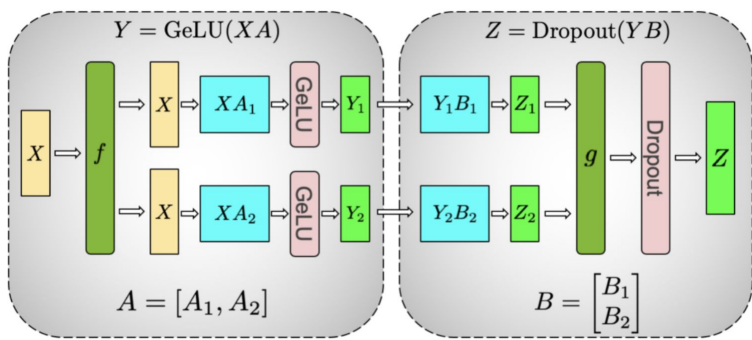 Y = GeLU(XA)
X
f
X
XA₁
GeLU
Y₁
X
XA₂
GeLU
Y₂
A = [A₁, A₂]
Z = Dropout(YB)
Y₁B₁
Z₁
Y₂B₂
Z₂
g
Dropout
Z
B = [B₁
B₂]